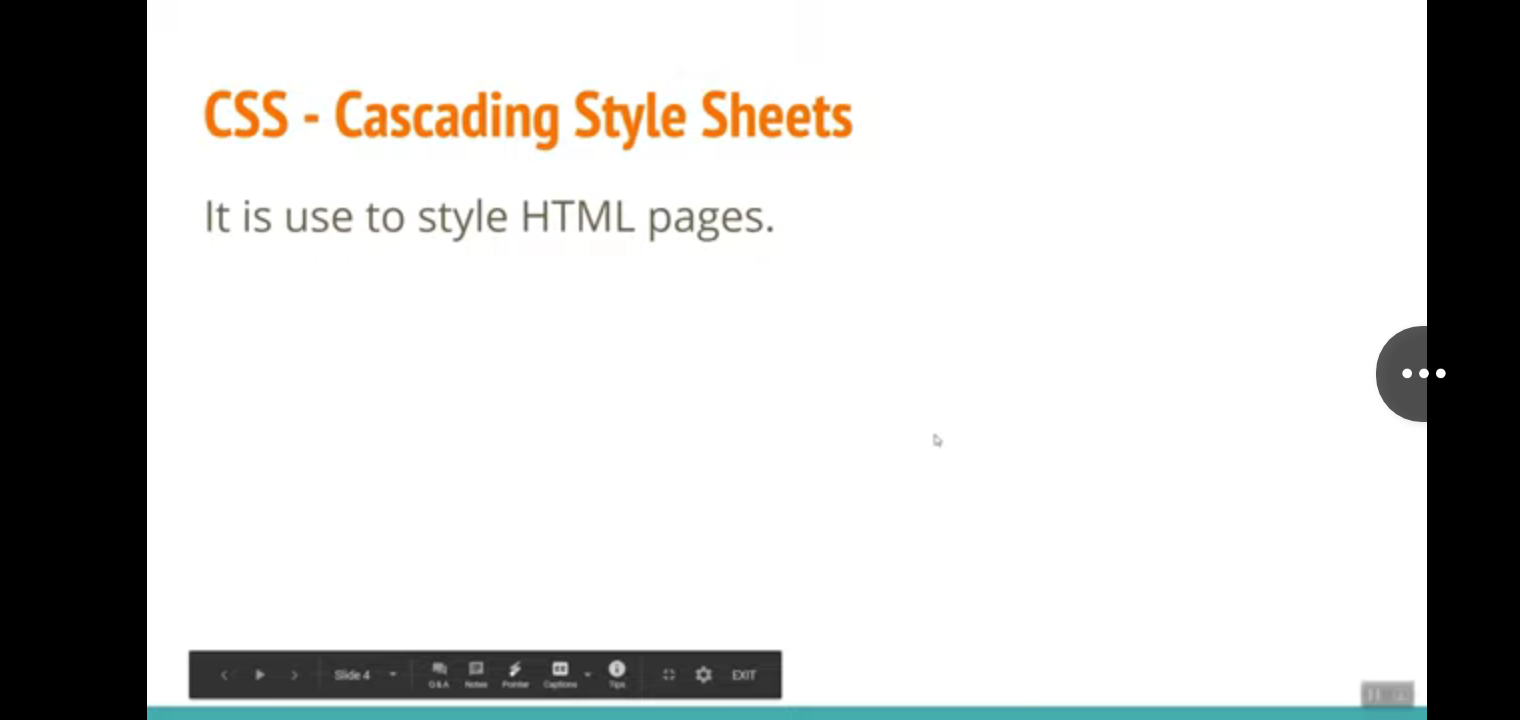 CSS - Cascading Style Sheets
It is use to style HTML pages.
Slide 4
Q&A
Notes
Pointer
Captions
Tips
EXIT